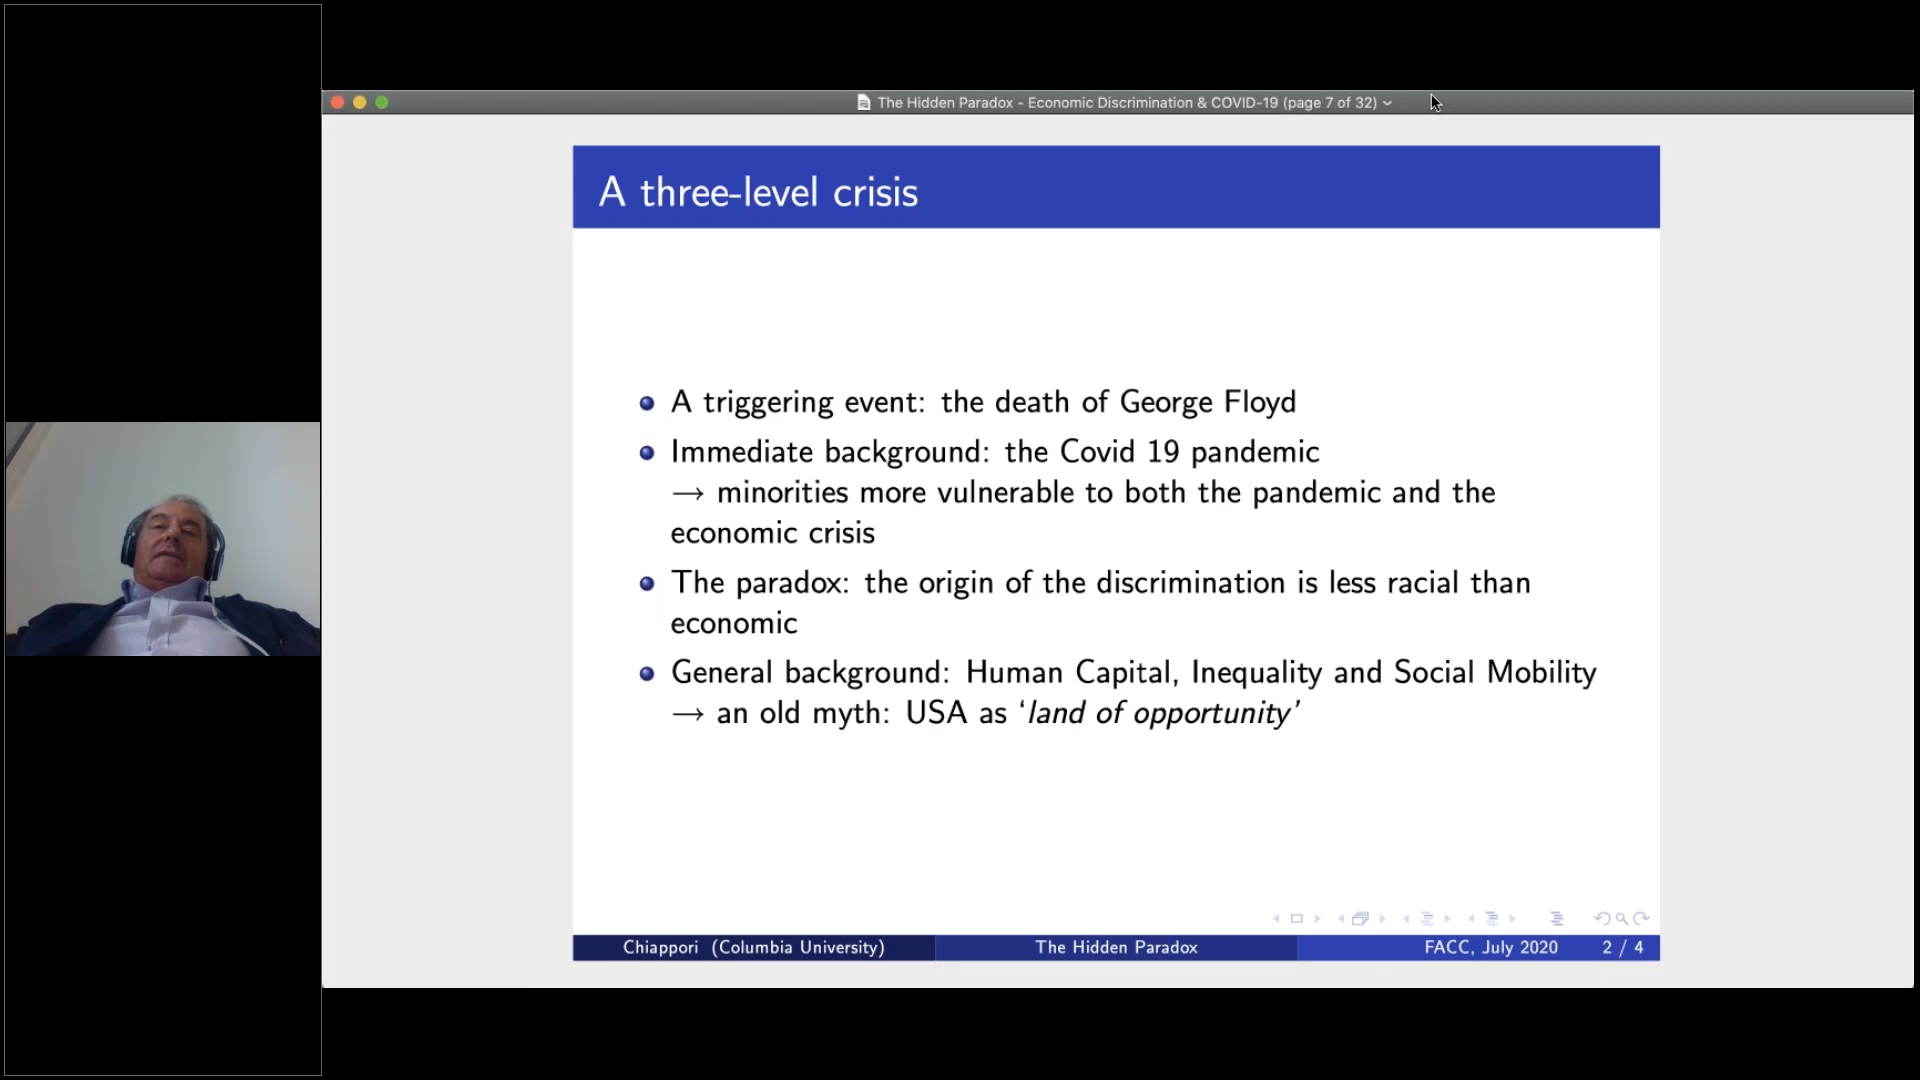 The Hidden Paradox - Economic Discrimination & COVID-19 (page 7 of 32)
A three-level crisis
A triggering event: the death of George Floyd
Immediate background: the Covid 19 pandemic
→ minorities more vulnerable to both the pandemic and the
economic crisis
The paradox: the origin of the discrimination is less racial than
economic
General background: Human Capital, Inequality and Social Mobility
→ an old myth: USA as ‘land of opportunity’
Chiappori (Columbia University) The Hidden Paradox FACC, July 2020 2 / 4